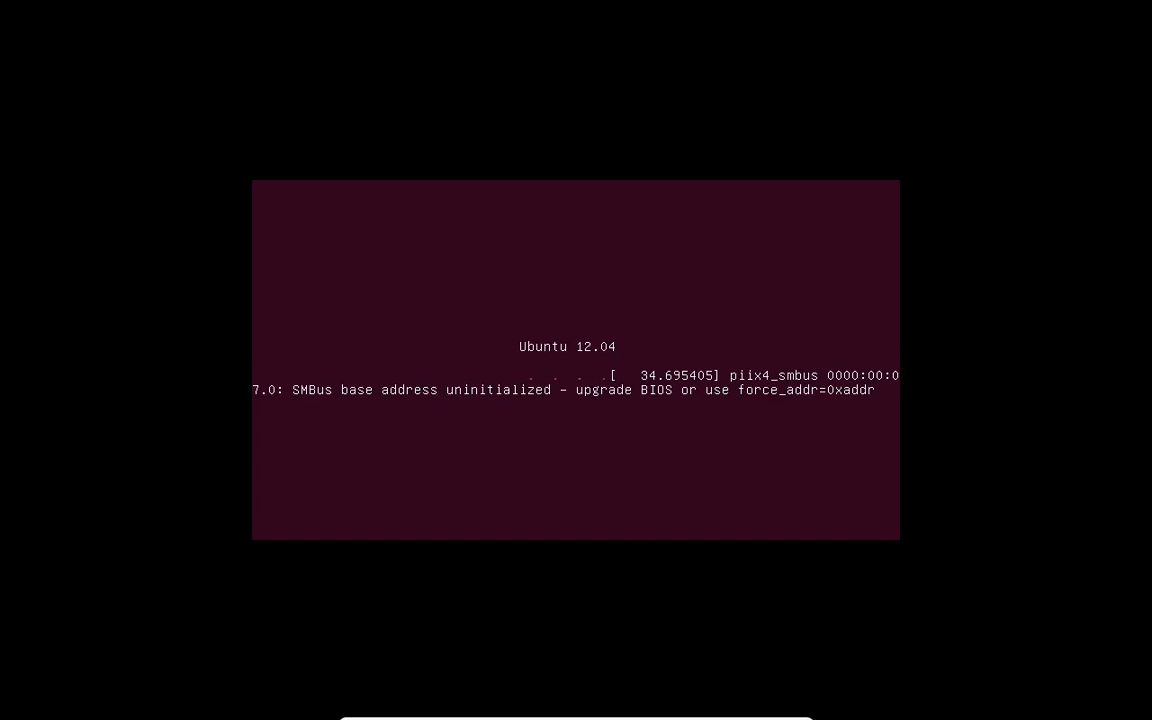 Ubuntu 12.04
. . . .[   34.695405] piix4_smbus 0000:00:0
7.0: SMBus base address uninitialized - upgrade BIOS or use force_addr=0xaddr